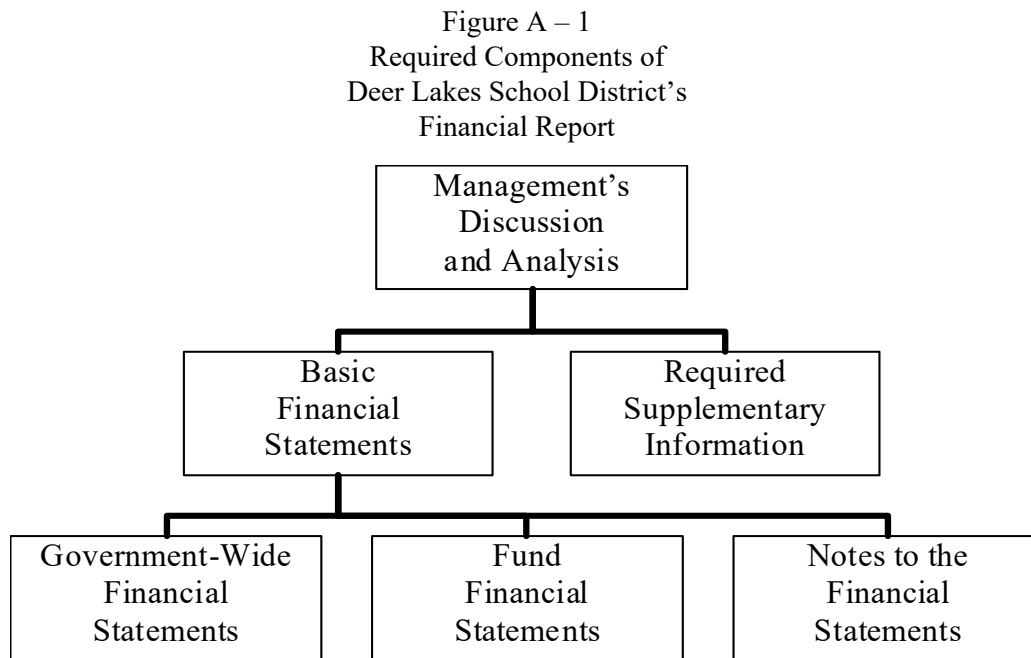 Figure A – 1
Required Components of
Deer Lakes School District’s
Financial Report
Management’s
Discussion
and Analysis
Basic
Financial
Statements
Required
Supplementary
Information
Government-Wide
Financial
Statements
Fund
Financial
Statements
Notes to the
Financial
Statements